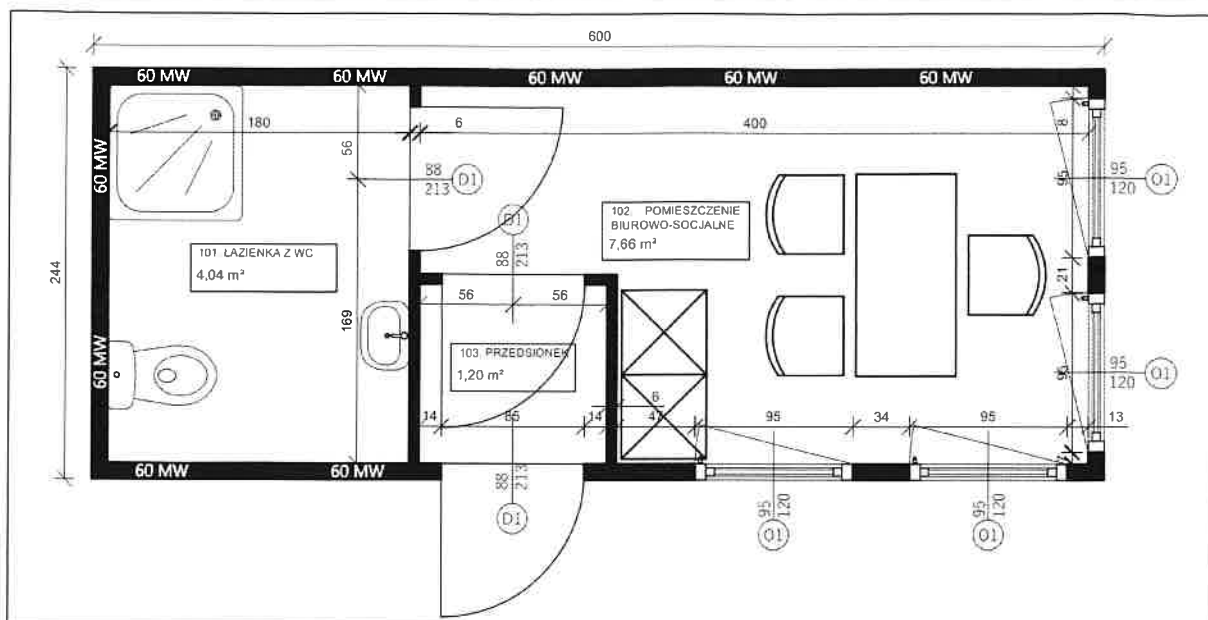 600
60 MW
60 MW
60 MW
60 MW
60 MW
244
60 MW
60 MW
60 MW
60 MW
180
6
400
56
88
213
D1
D1
88
213
101. ŁAZIENKA Z WC
4,04 m²
102. POMIESZCZENIE
BIUROWO-SOCJALNE
7,66 m²
8
95
95
120
O1
21
56
56
169
103. PRZEDSIONEK
1,20 m²
95
95
120
O1
6
14
85
14
47
95
34
95
13
88
213
D1
95
120
O1
95
120
O1